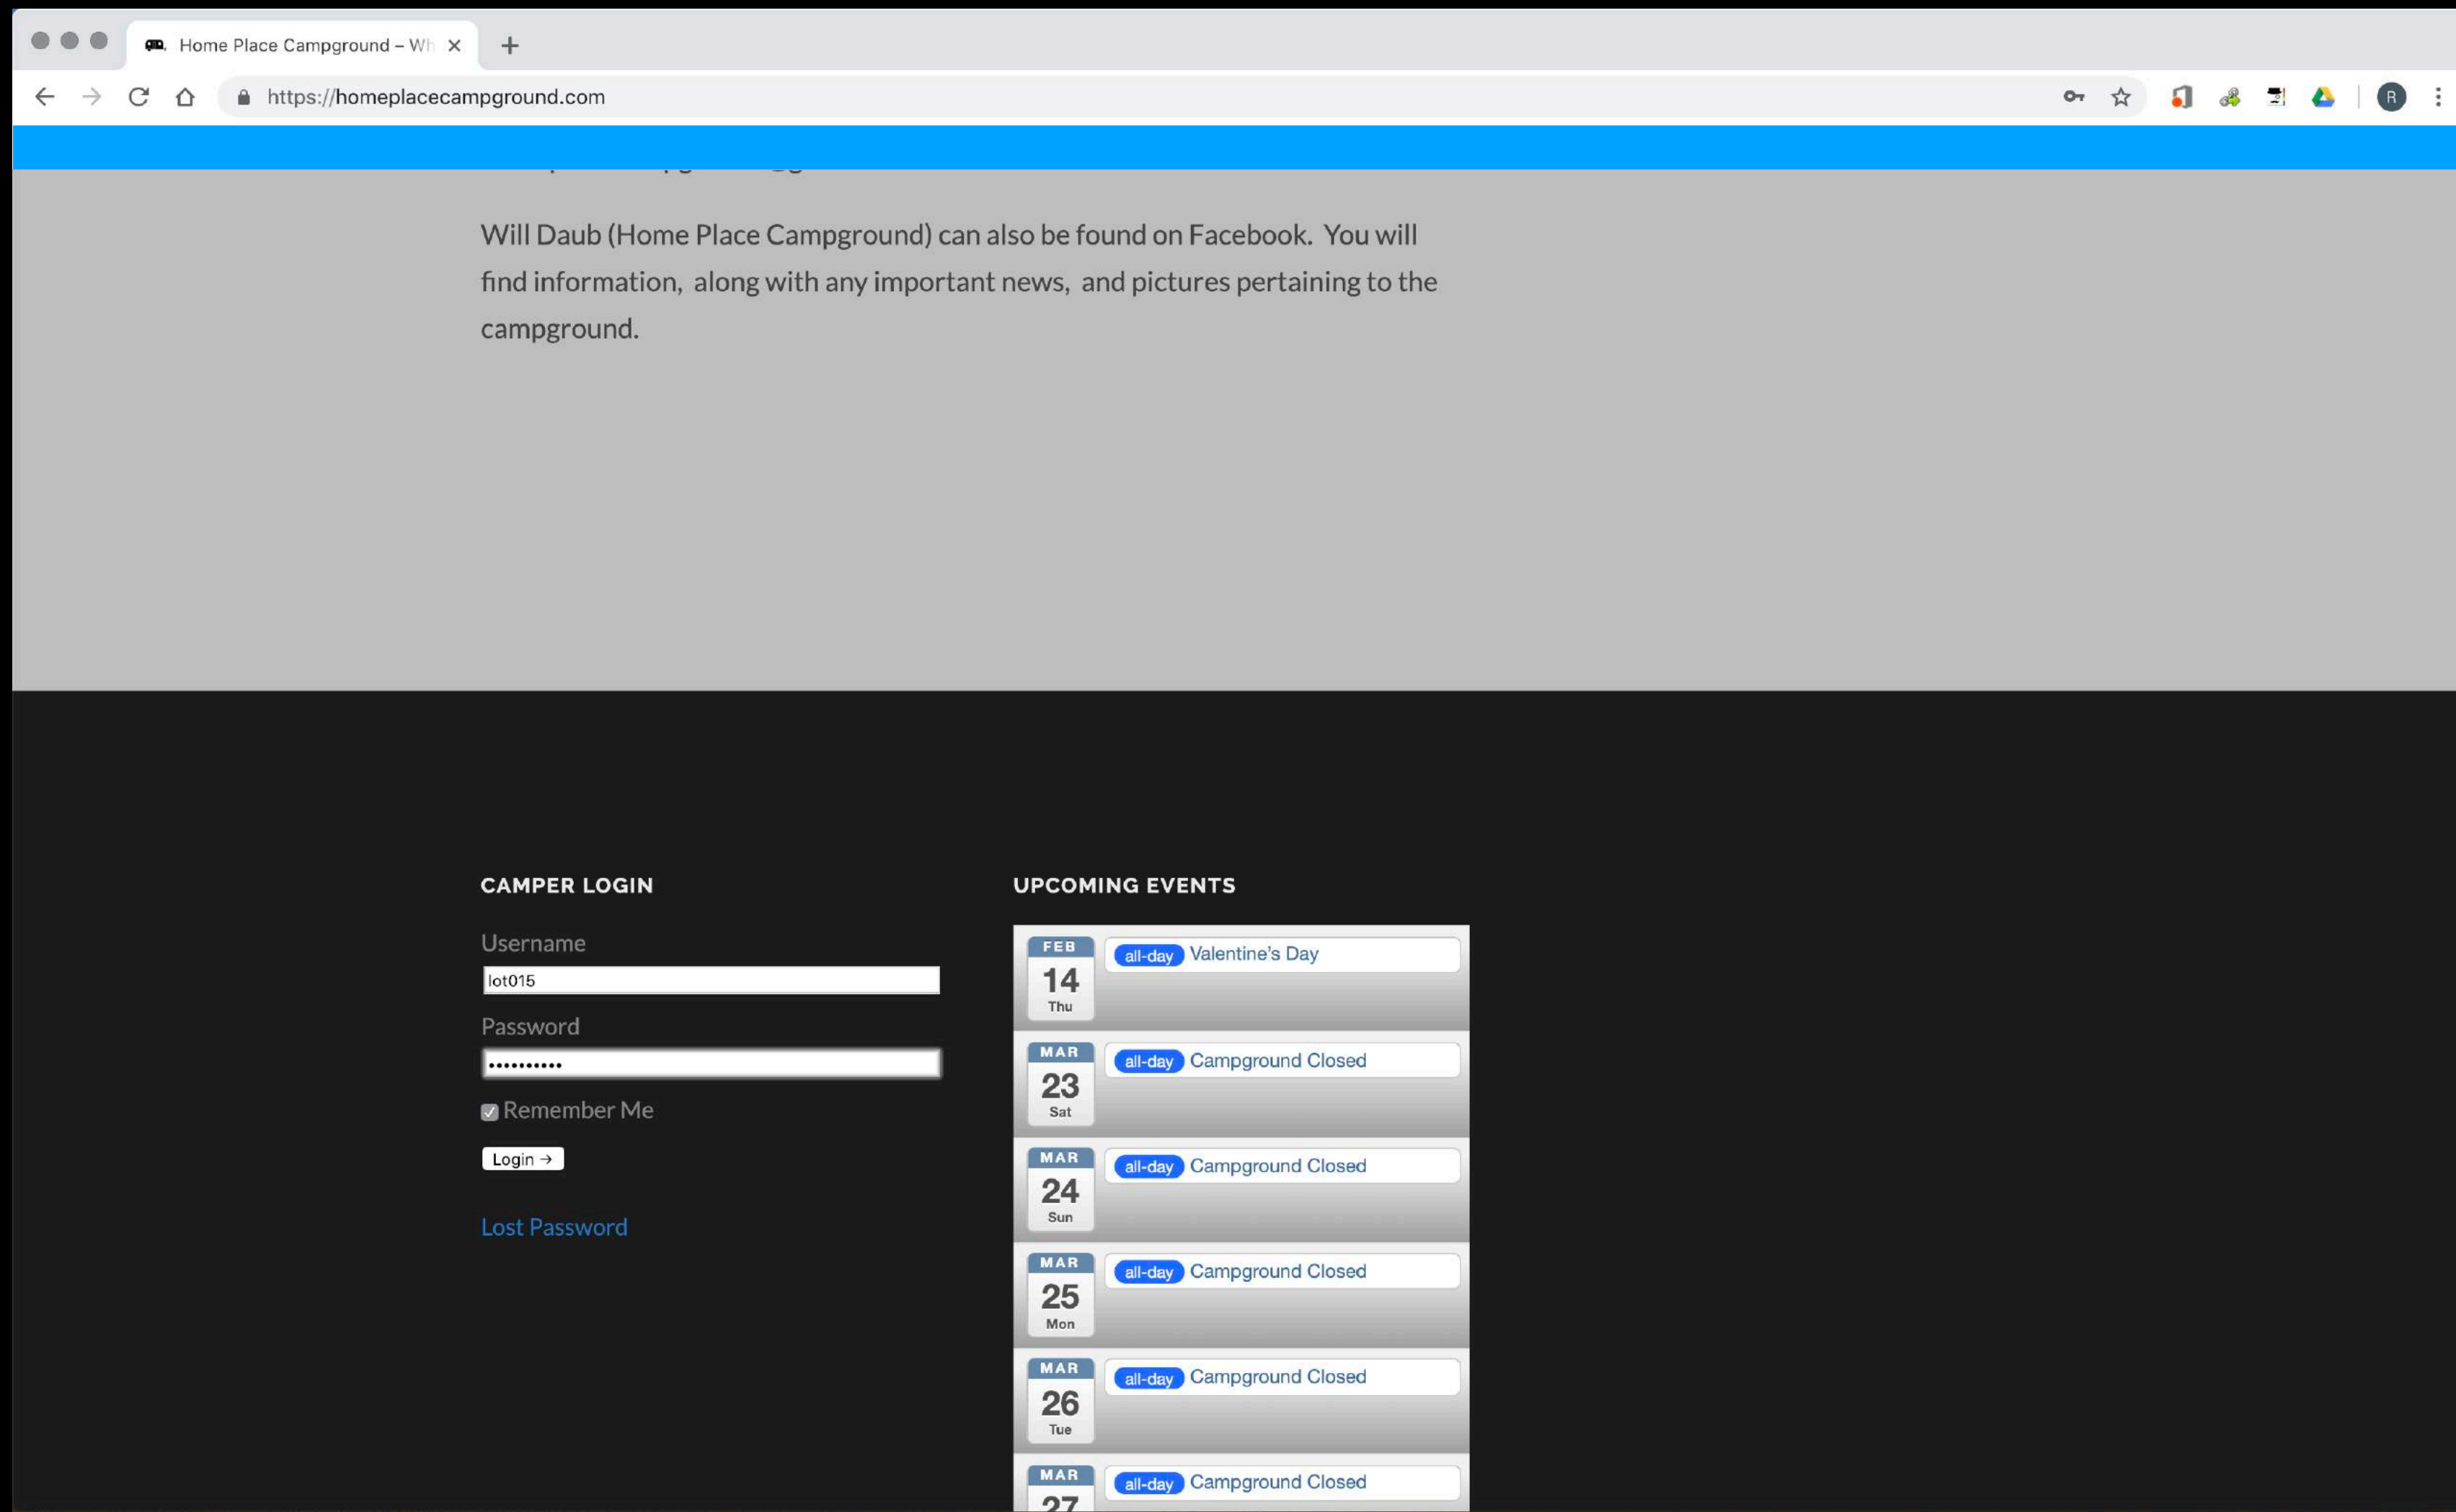 Home Place Campground – Wh
https://homeplacecampground.com
R
Will Daub (Home Place Campground) can also be found on Facebook. You will
find information, along with any important news, and pictures pertaining to the
campground.
CAMPER LOGIN
Username
lot015
Password
••••••••••
Remember Me
Login →
Lost Password
UPCOMING EVENTS
FEB
14
Thu
all-day Valentine's Day
MAR
23
Sat
all-day Campground Closed
MAR
24
Sun
all-day Campground Closed
MAR
25
Mon
all-day Campground Closed
MAR
26
Tue
all-day Campground Closed
MAR
27
all-day Campground Closed